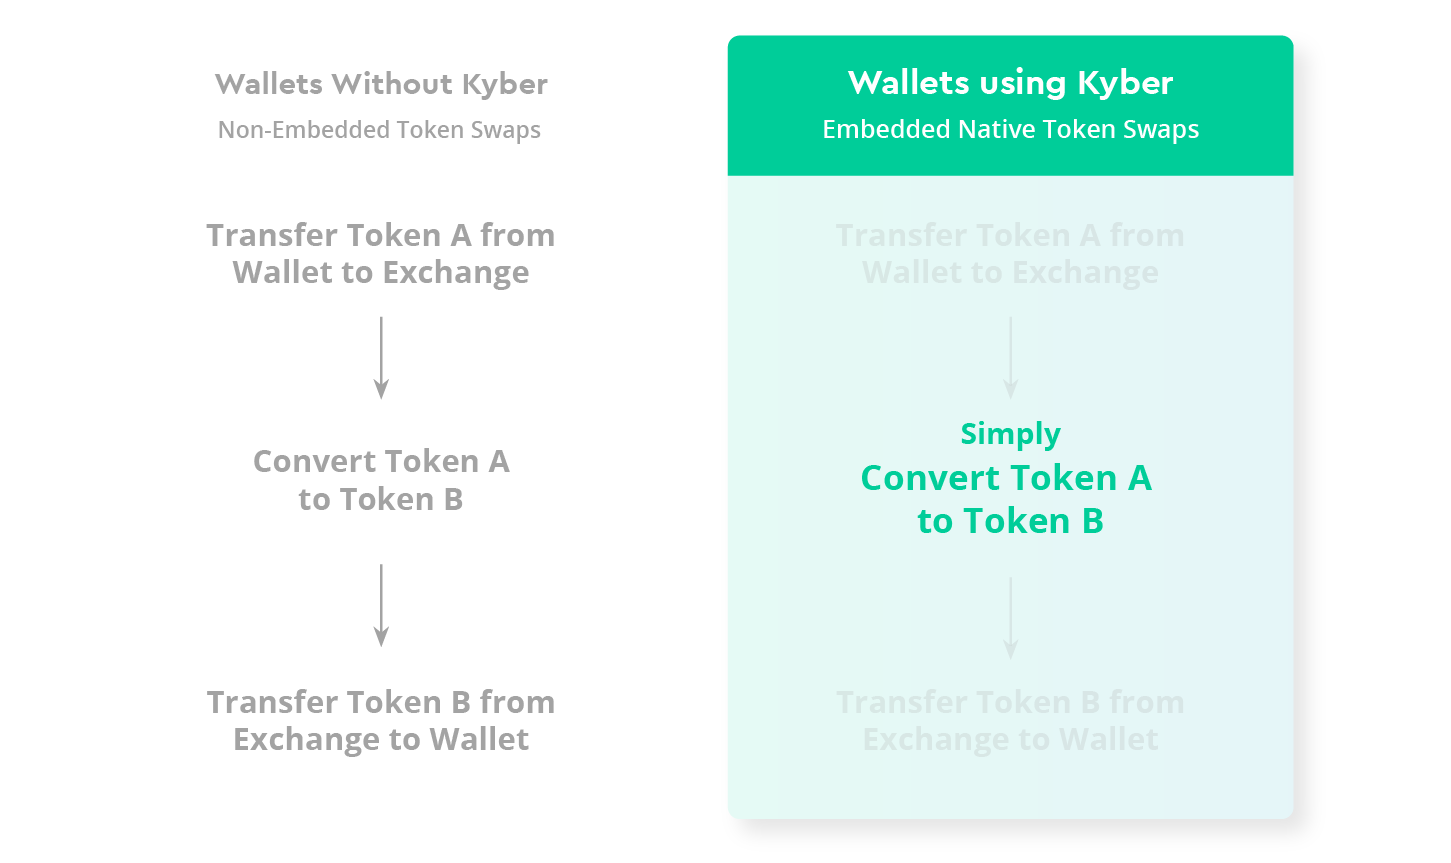 Wallets Without Kyber
Non-Embedded Token Swaps
Transfer Token A from
Wallet to Exchange
Convert Token A
to Token B
Transfer Token B from
Exchange to Wallet
Wallets using Kyber
Embedded Native Token Swaps
Transfer Token A from
Wallet to Exchange
Simply
Convert Token A
to Token B
Transfer Token B from
Exchange to Wallet